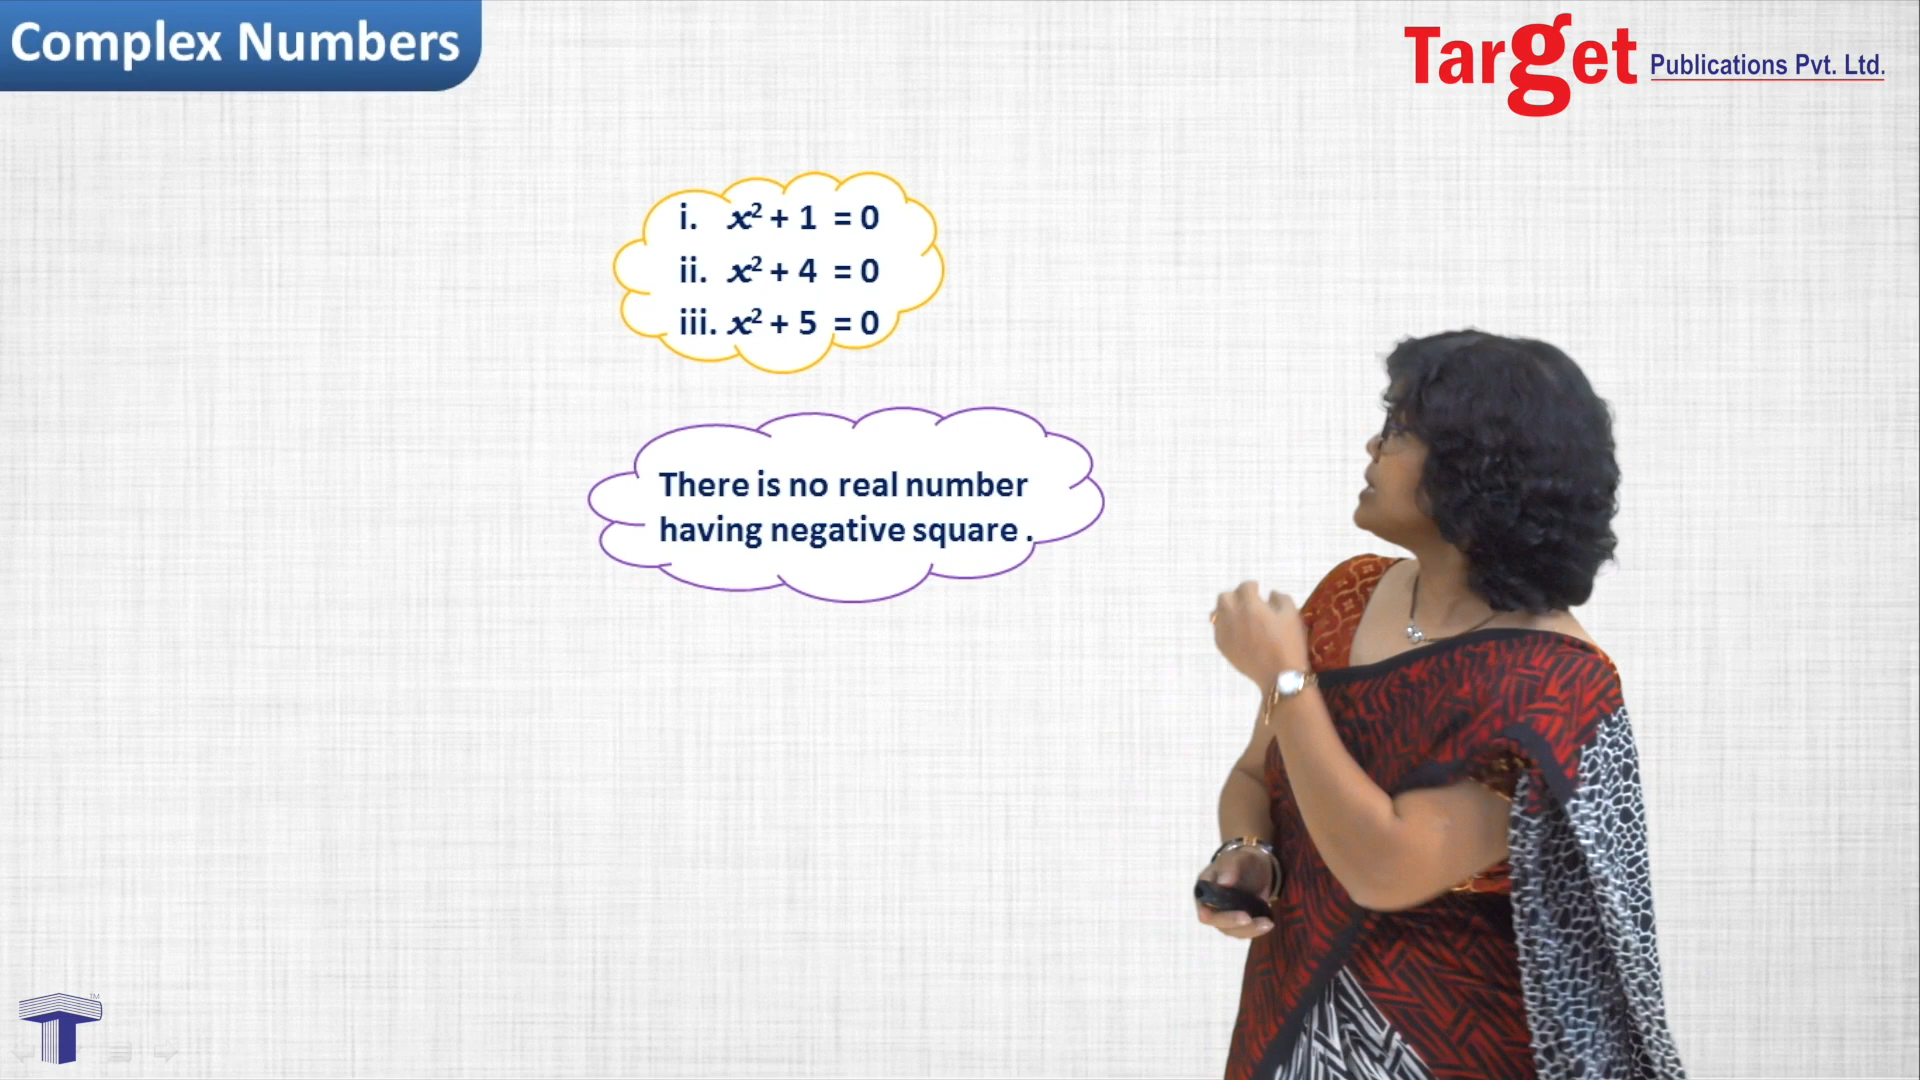 Complex Numbers
Target Publications Pvt. Ltd.
i. x² + 1 = 0
ii. x² + 4 = 0
iii. x² + 5 = 0
There is no real number
having negative square .
TM